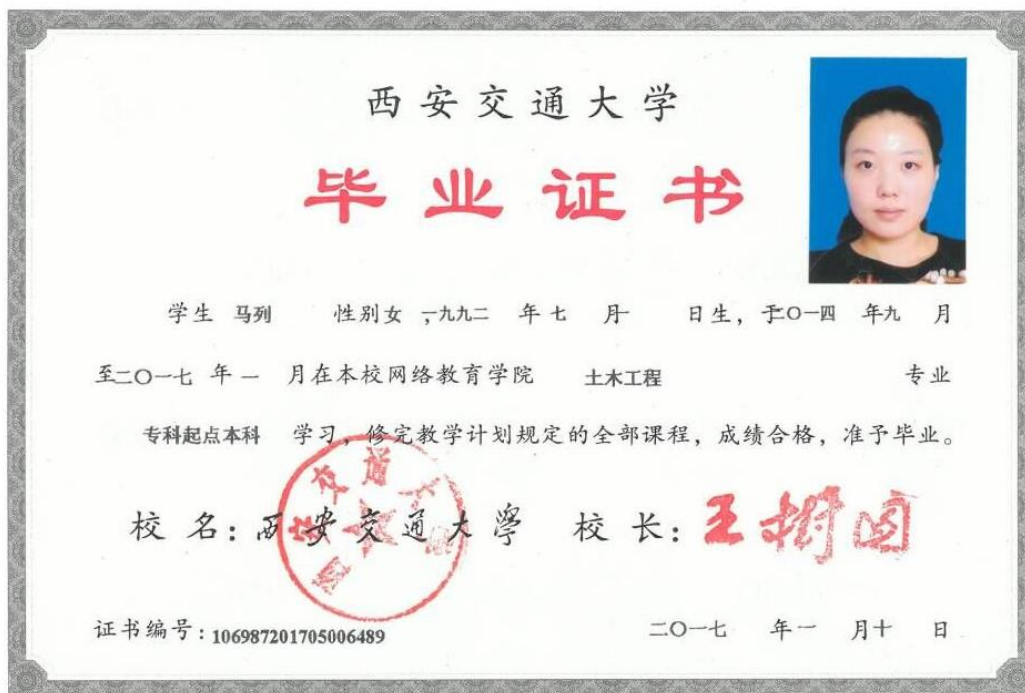 西安交通大学
毕业证书
学生 马列 性别女，一九九二 年 七 月 一 日生，于二〇一四 年九 月
至二〇一七 年 一 月在本校网络教育学院 土木工程 专业
专科起点本科 学习，修完教学计划规定的全部课程，成绩合格，准予毕业。
校 名：西安交通大學 校 长：王树国
证书编号：106987201705006489 二〇一七 年一 月十 日